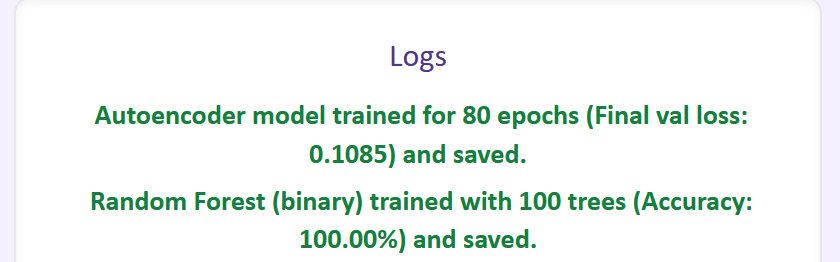 Logs
Autoencoder model trained for 80 epochs (Final val loss:
0.1085) and saved.
Random Forest (binary) trained with 100 trees (Accuracy:
100.00%) and saved.